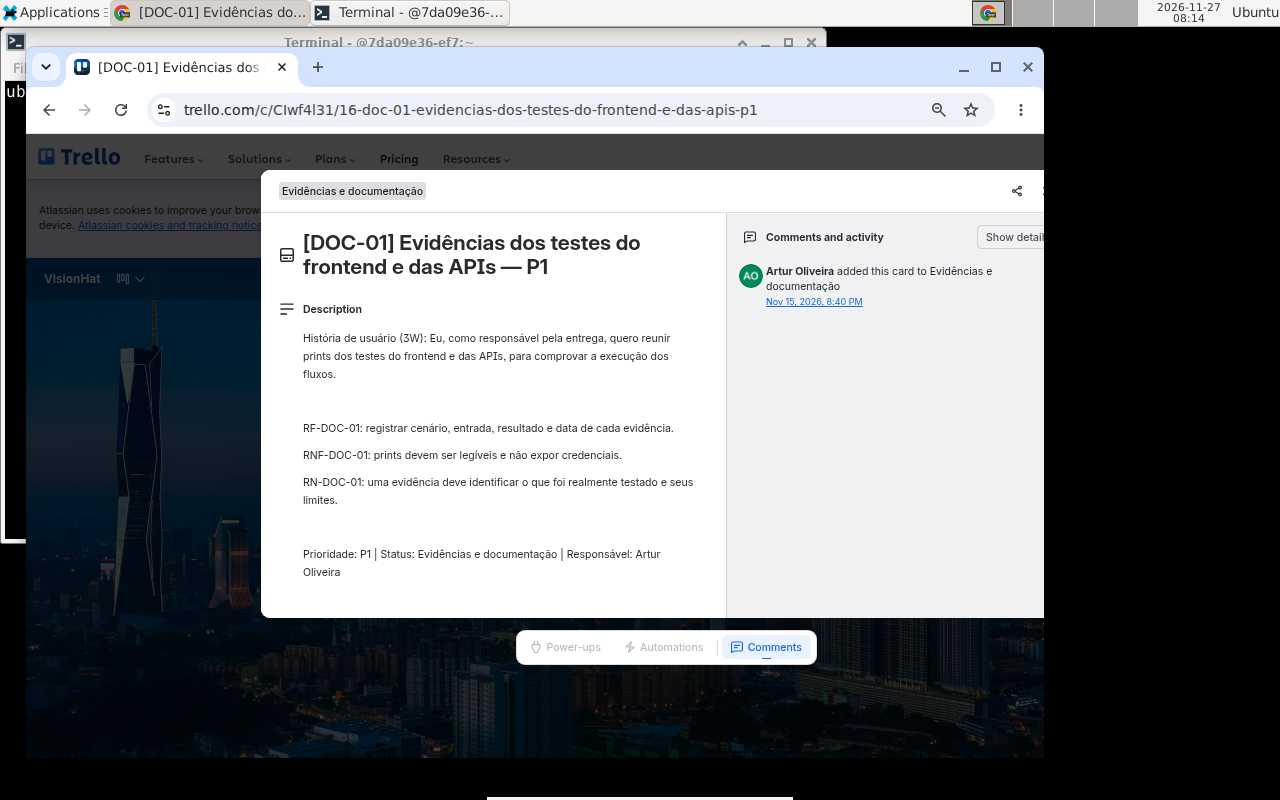 Applications
[DOC-01] Evidências do...
Terminal - @7da09e36-...
2026-11-27
08:14
Ubuntu
Terminal - @7da09e36-ef7:~
Fi
ub
[DOC-01] Evidências dos
trello.com/c/CIwf4l31/16-doc-01-evidencias-dos-testes-do-frontend-e-das-apis-p1
Trello
Features
Solutions
Plans
Pricing
Resources
Atlassian uses cookies to improve your brow
device. Atlassian cookies and tracking notice
VisionHat
Evidências e documentação
[DOC-01] Evidências dos testes do
frontend e das APIs — P1
Description
História de usuário (3W): Eu, como responsável pela entrega, quero reunir
prints dos testes do frontend e das APIs, para comprovar a execução dos
fluxos.
RF-DOC-01: registrar cenário, entrada, resultado e data de cada evidência.
RNF-DOC-01: prints devem ser legíveis e não expor credenciais.
RN-DOC-01: uma evidência deve identificar o que foi realmente testado e seus
limites.
Prioridade: P1 | Status: Evidências e documentação | Responsável: Artur
Oliveira
Comments and activity
Show detail
AO
Artur Oliveira added this card to Evidências e
documentação
Nov 15, 2026, 8:40 PM
Power-ups
Automations
Comments